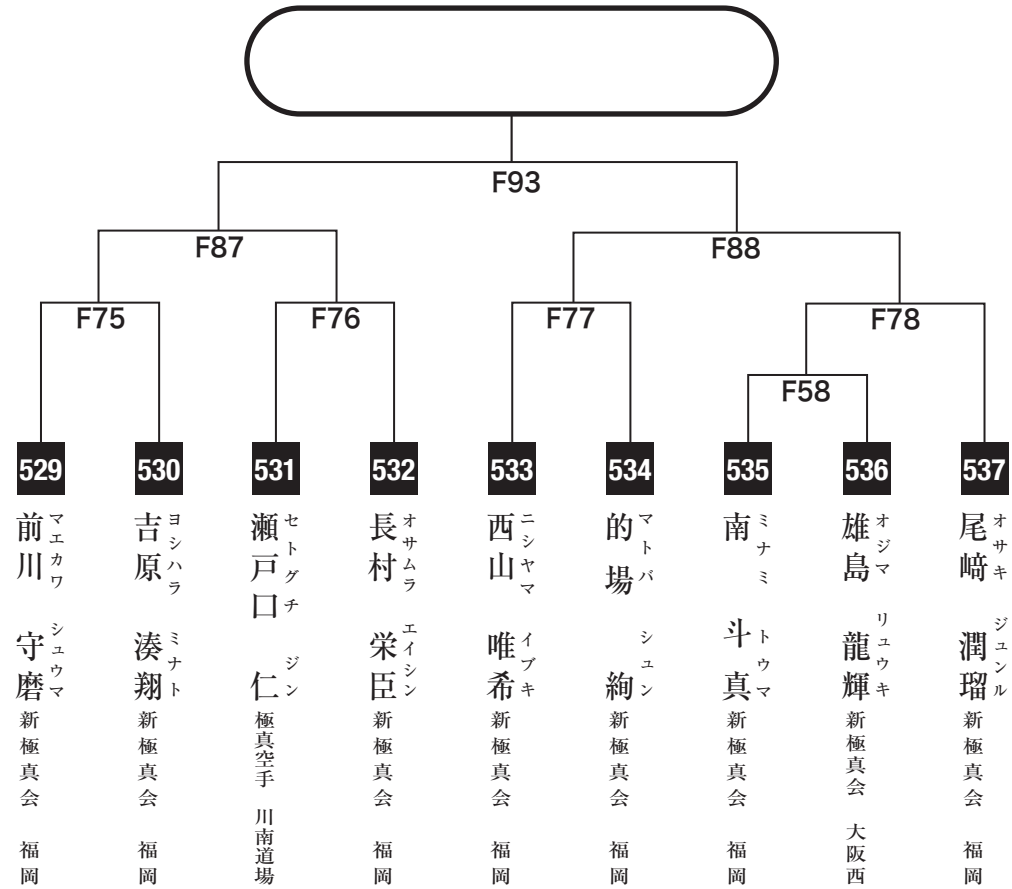 F93
F87
F88
F75
F76
F77
F78
F58
529
前川 守磨
マエカワ シュウマ
新極真会 福岡
530
吉原 湊翔
ヨシハラ ミナト
新極真会 福岡
531
瀬戸口 仁
セトグチ ジン
極真空手 川南道場
532
長村 栄臣
オサムラ エイシン
新極真会 福岡
533
西山 唯希
ニシヤマ イブキ
新極真会 福岡
534
的場 絢
マトバ シュン
新極真会 福岡
535
南 斗真
ミナミ トウマ
新極真会 福岡
536
雄島 龍輝
オジマ リュウキ
新極真会 大阪西
537
尾﨑 潤瑠
オサキ ジュンル
新極真会 福岡